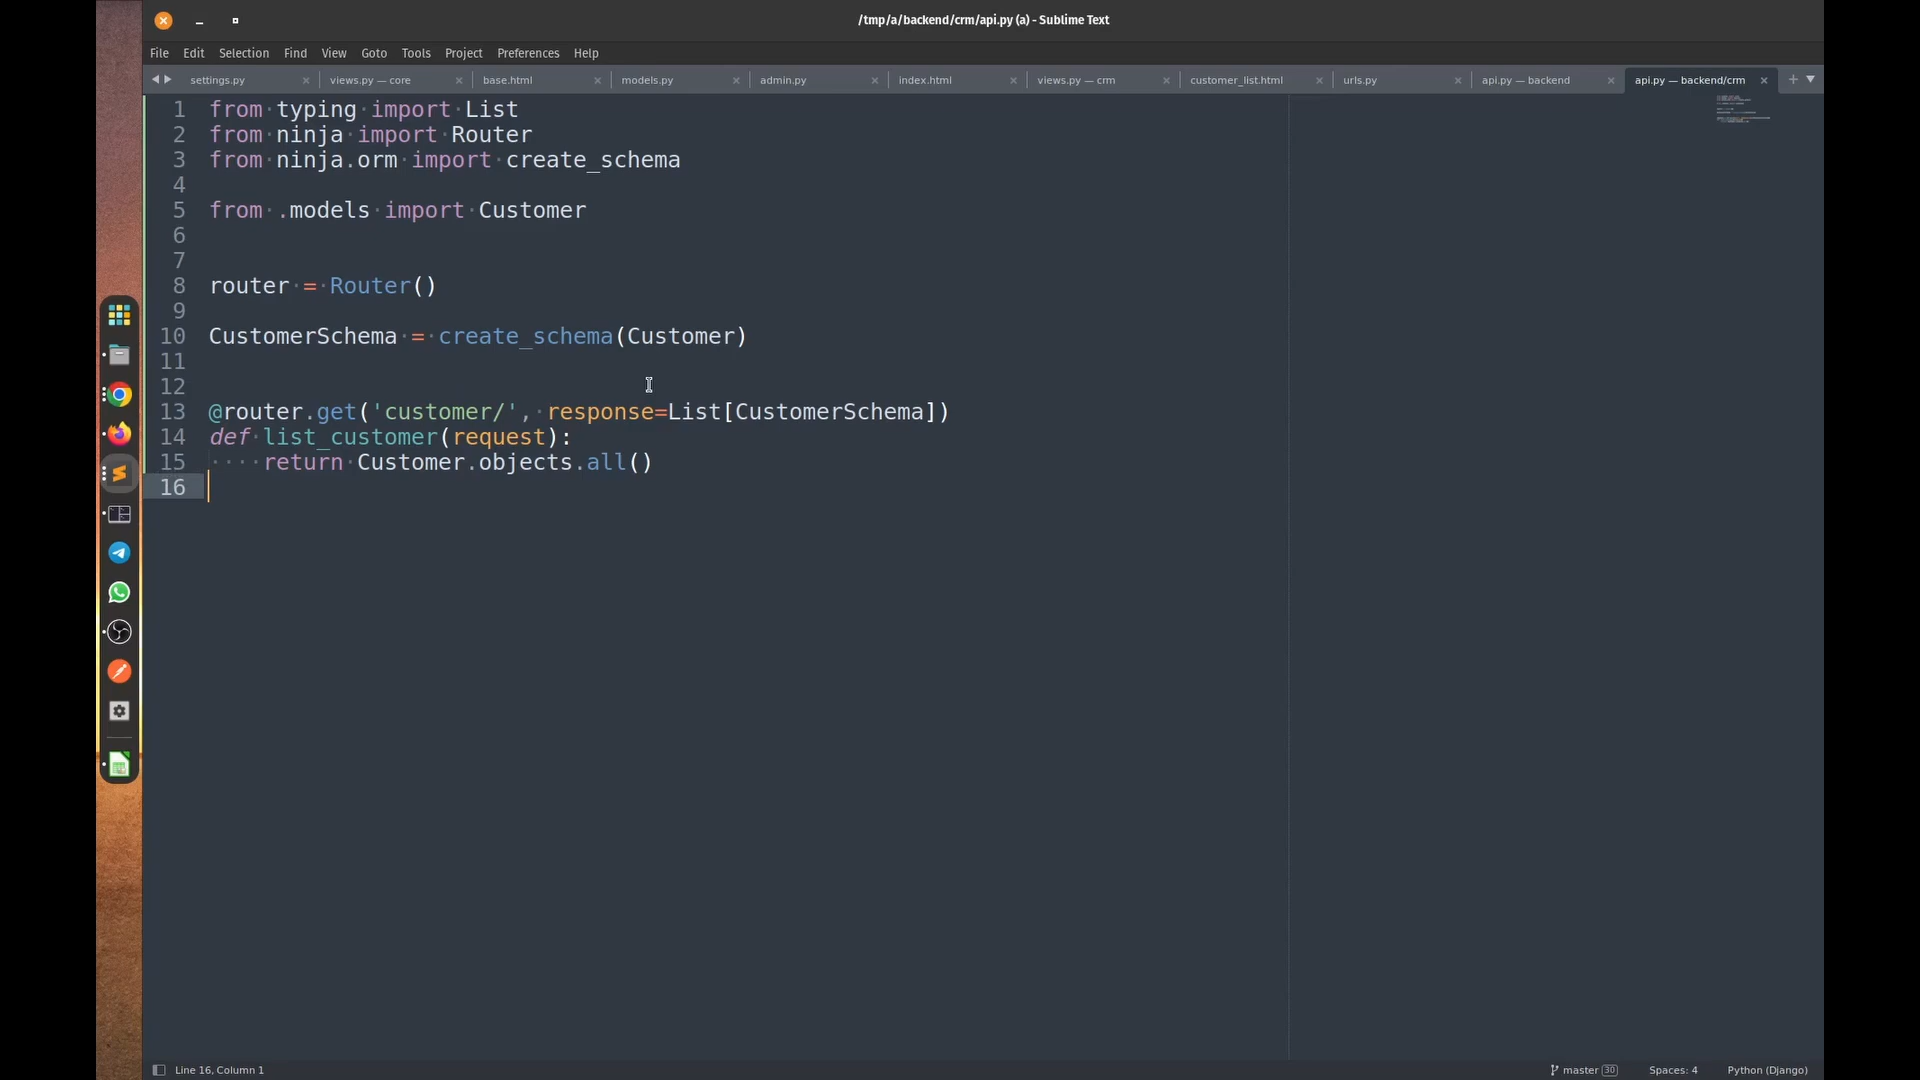 /tmp/a/backend/crm/api.py (a) - Sublime Text
File Edit Selection Find View Goto Tools Project Preferences Help
settings.py views.py — core base.html models.py admin.py index.html views.py — crm customer_list.html urls.py api.py — backend api.py — backend/crm
1 from typing import List
2 from ninja import Router
3 from ninja.orm import create_schema
4
5 from .models import Customer
6
7
8 router = Router()
9
10 CustomerSchema = create_schema(Customer)
11
12
13 @router.get('customer/', response=List[CustomerSchema])
14 def list_customer(request):
15     return Customer.objects.all()
16
Line 16, Column 1 master 30 Spaces: 4 Python (Django)